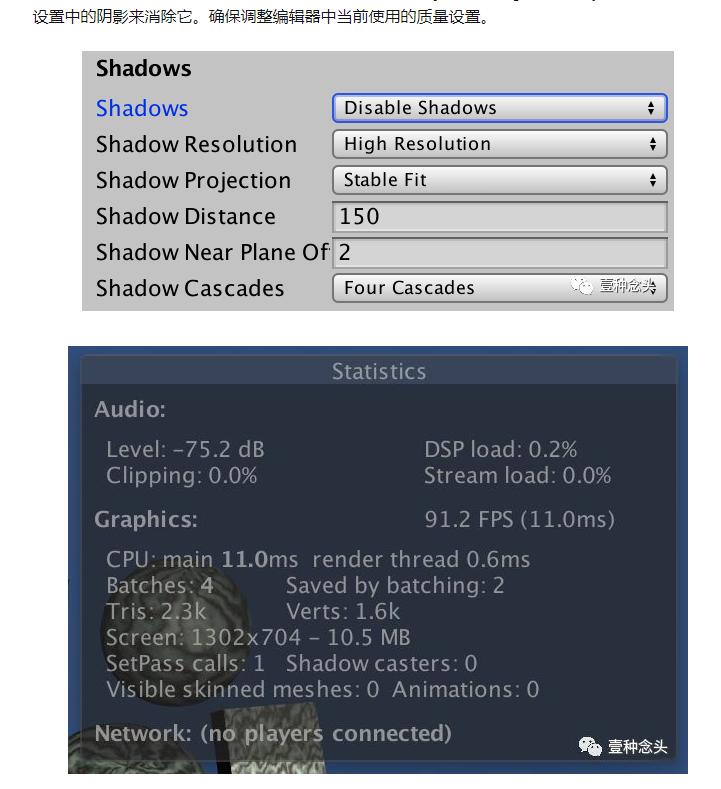 设置中的阴影来消除它。确保调整编辑器中当前使用的质量设置。
Shadows
Shadows Disable Shadows
Shadow Resolution High Resolution
Shadow Projection Stable Fit
Shadow Distance 150
Shadow Near Plane Of 2
Shadow Cascades Four Cascades
壹种念头
Statistics
Audio:
Level: -75.2 dB DSP load: 0.2%
Clipping: 0.0% Stream load: 0.0%
Graphics: 91.2 FPS (11.0ms)
CPU: main 11.0ms render thread 0.6ms
Batches: 4 Saved by batching: 2
Tris: 2.3k Verts: 1.6k
Screen: 1302x704 - 10.5 MB
SetPass calls: 1 Shadow casters: 0
Visible skinned meshes: 0 Animations: 0
Network: (no players connected)
壹种念头